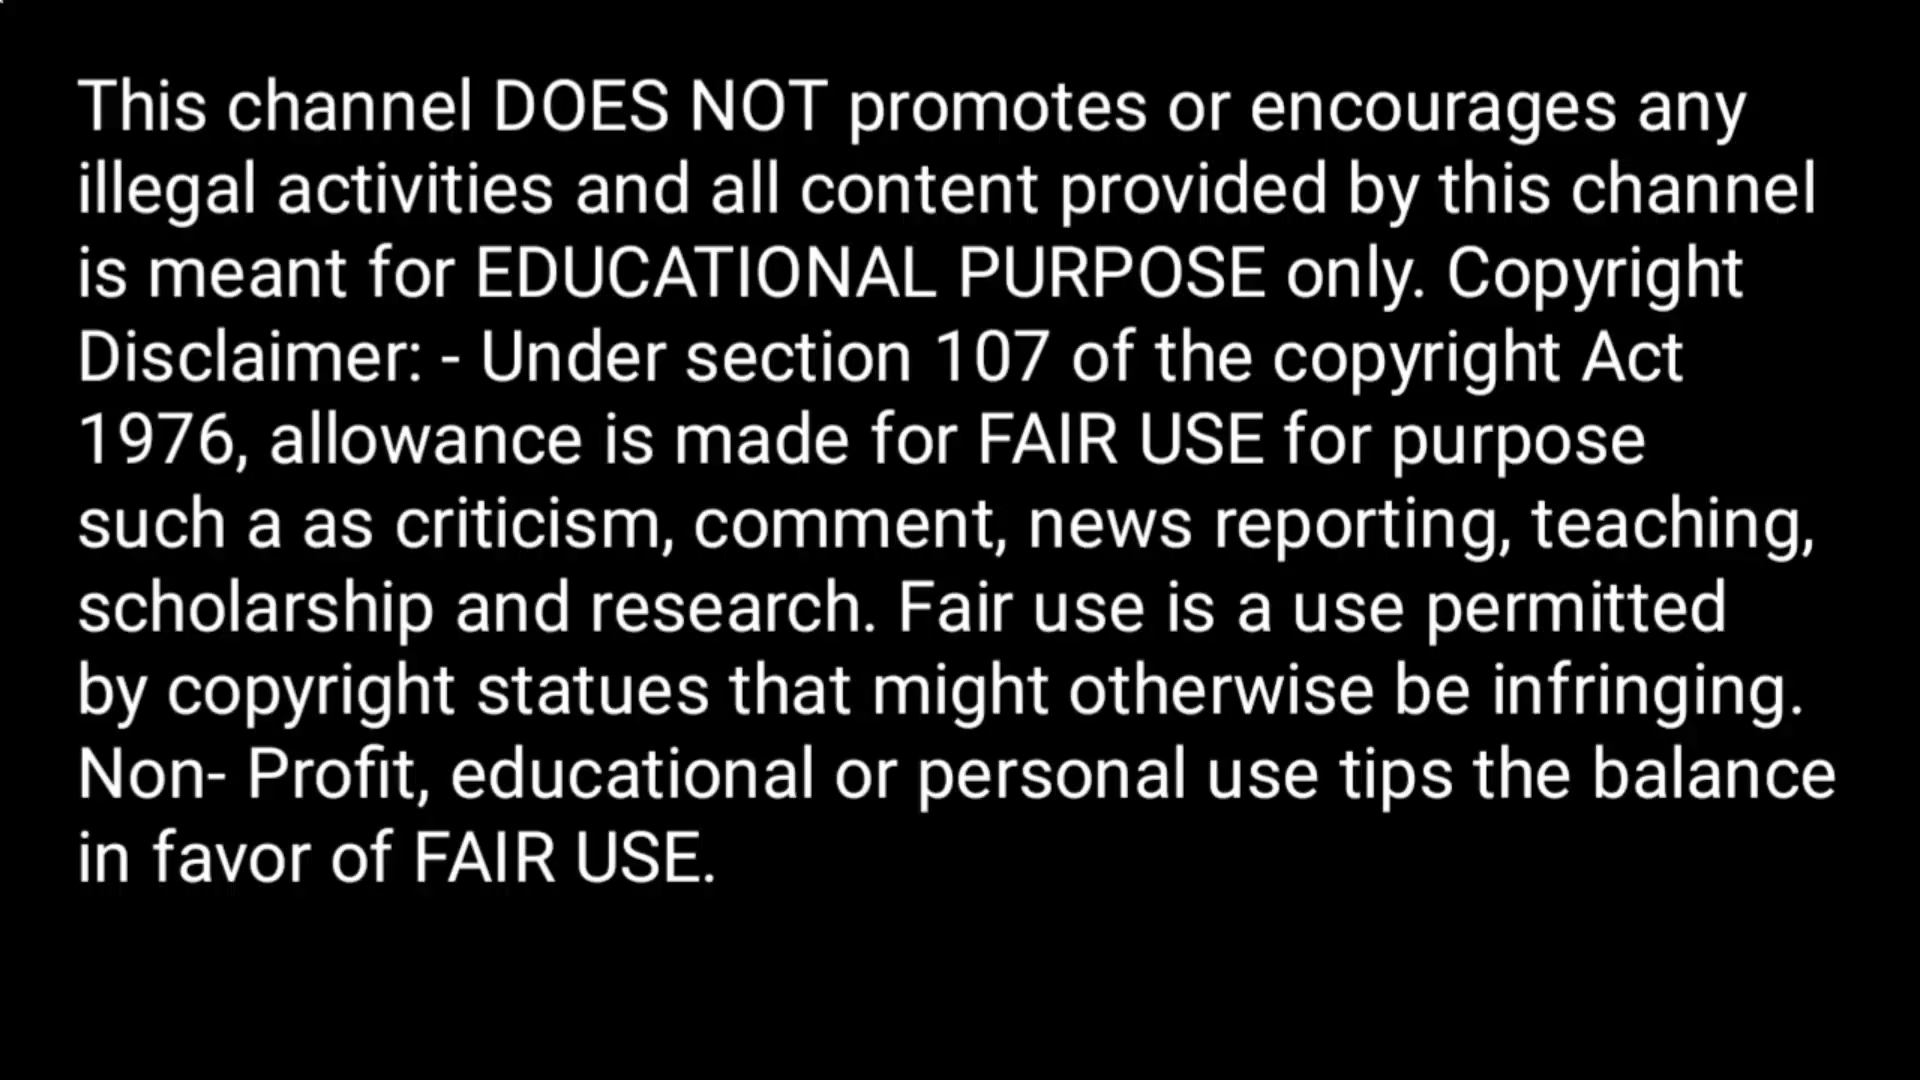 This channel DOES NOT promotes or encourages any
illegal activities and all content provided by this channel
is meant for EDUCATIONAL PURPOSE only. Copyright
Disclaimer: - Under section 107 of the copyright Act
1976, allowance is made for FAIR USE for purpose
such a as criticism, comment, news reporting, teaching,
scholarship and research. Fair use is a use permitted
by copyright statues that might otherwise be infringing.
Non- Profit, educational or personal use tips the balance
in favor of FAIR USE.